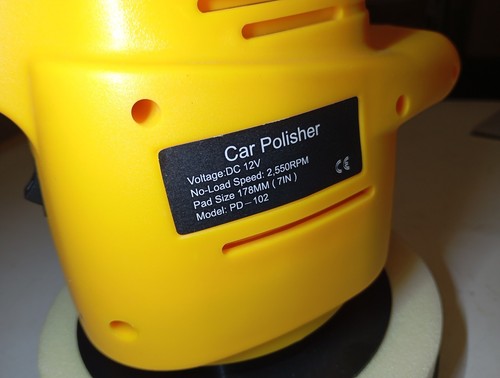 Car Polisher
Voltage:DC 12V
No-Load Speed: 2,550RPM
Pad Size 178MM ( 7IN )
Model: PD－102
CE